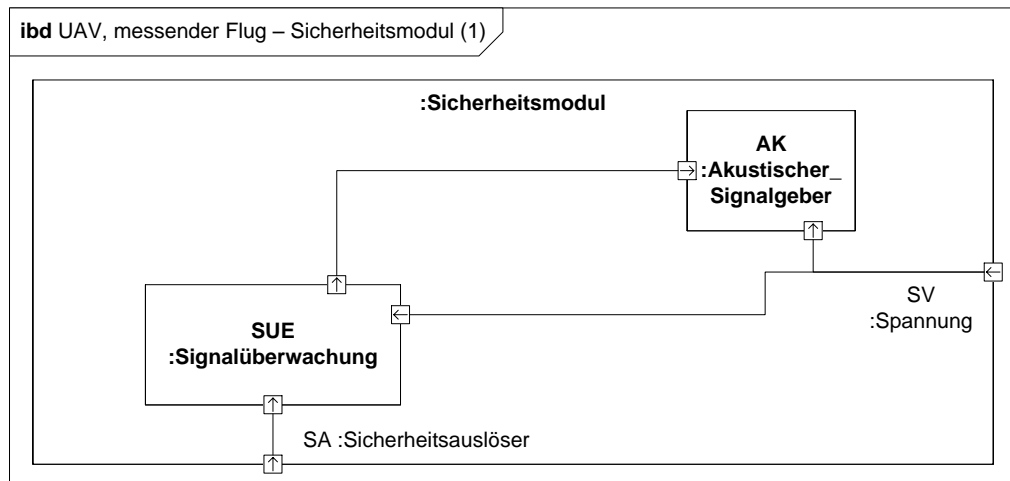 ibd UAV, messender Flug – Sicherheitsmodul (1)
:Sicherheitsmodul
AK
:Akustischer_
Signalgeber
SV
:Spannung
SUE
:Signalüberwachung
SA :Sicherheitsauslöser